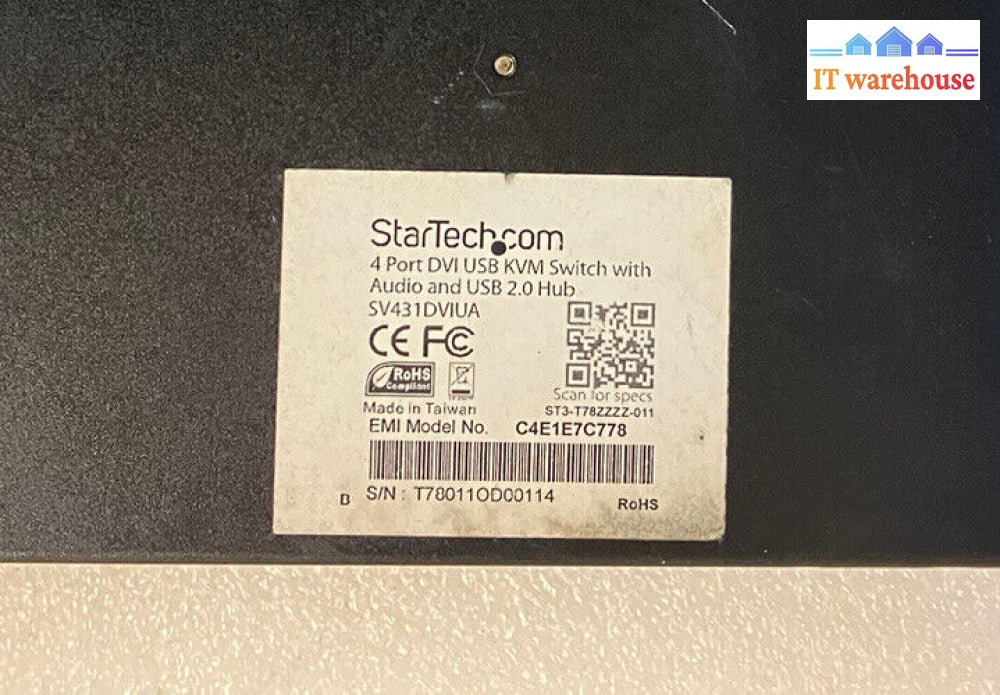 IT warehouse
StarTech.com
4 Port DVI USB KVM Switch with
Audio and USB 2.0 Hub
SV431DVIUA
CE FC
RoHS
Compliant
Scan for specs
Made in Taiwan
ST3-T78ZZZZ-011
EMI Model No. C4E1E7C778
B S/N : T78011OD00114
RoHS